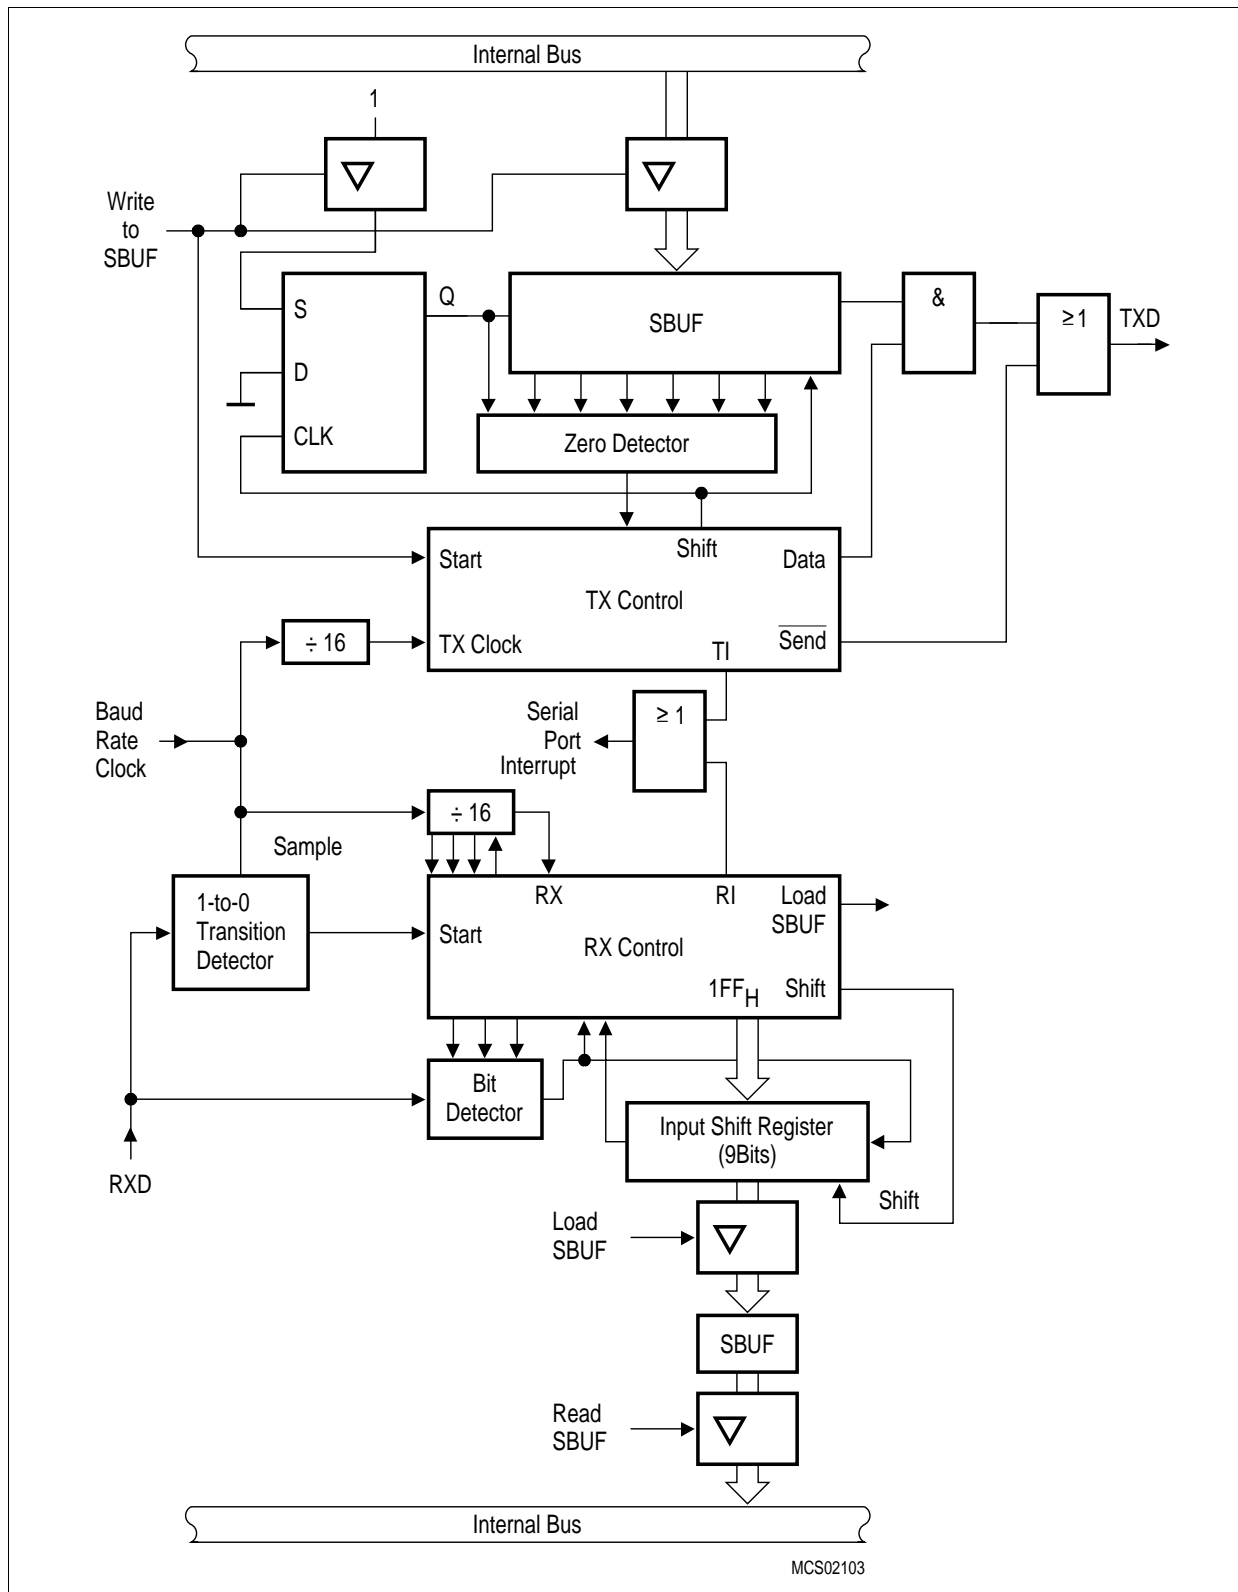 Internal Bus
1
Write
to
SBUF
S
D
CLK
Q
SBUF
&
≥1
TXD
Zero Detector
Start
Shift
Data
TX Control
÷ 16
TX Clock
TI
Send
Baud
Rate
Clock
Serial
Port
Interrupt
≥ 1
÷ 16
Sample
1-to-0
Transition
Detector
RX
RI
Load
SBUF
Start
RX Control
1FFH
Shift
Bit
Detector
Input Shift Register
(9Bits)
RXD
Shift
Load
SBUF
SBUF
Read
SBUF
Internal Bus
MCS02103